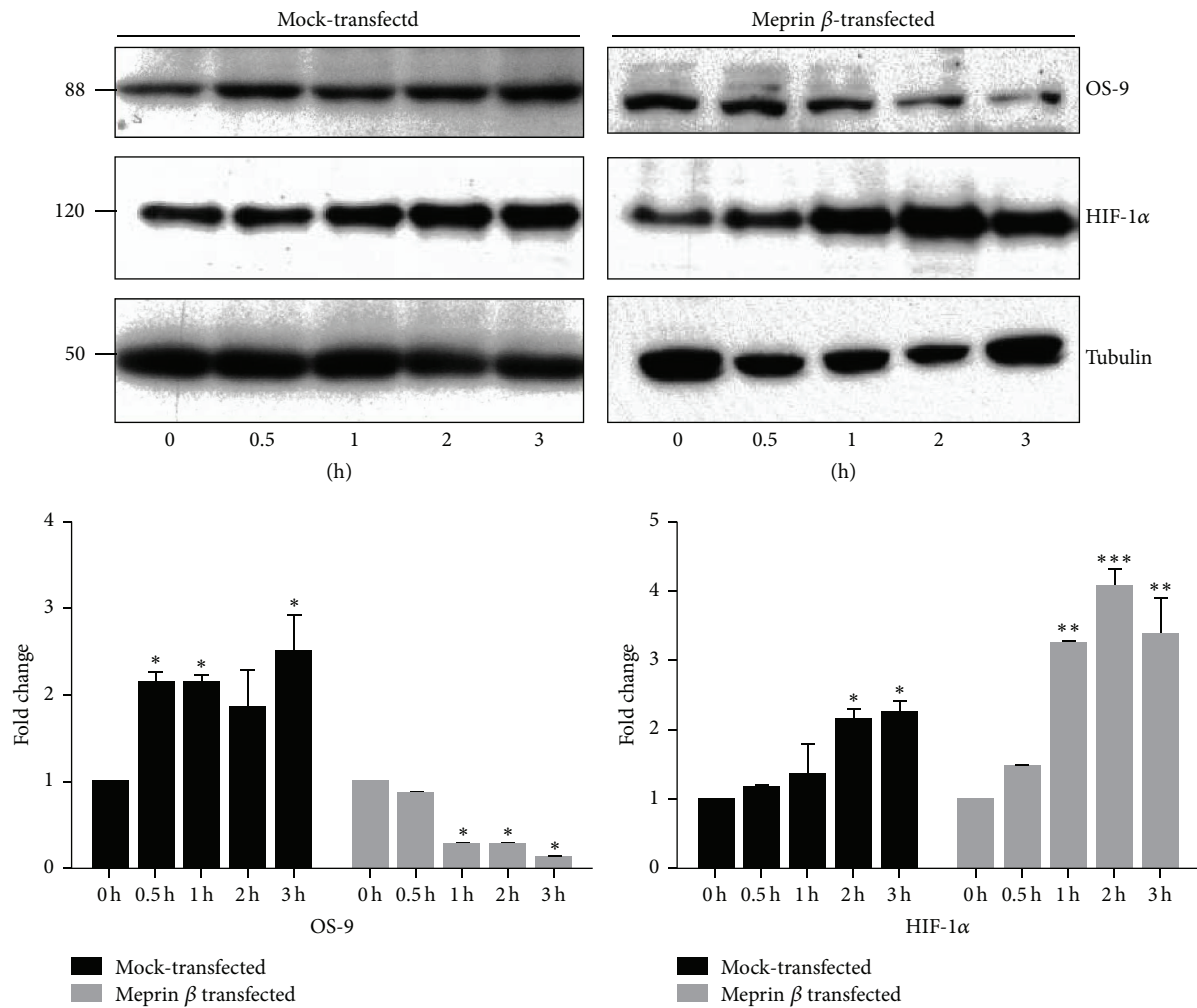 Mock-transfectd
Meprin β-transfected
88
OS-9
120
HIF-1α
50
Tubulin
0 0.5 1 2 3
(h)
0 0.5 1 2 3
(h)
4
3
2
1
0
Fold change
* * *
* * *
0 h 0.5 h 1 h 2 h 3 h 0 h 0.5 h 1 h 2 h 3 h
OS-9
Mock-transfected
Meprin β transfected
5
4
3
2
1
0
Fold change
* *
** *** **
0 h 0.5 h 1 h 2 h 3 h 0 h 0.5 h 1 h 2 h 3 h
HIF-1α
Mock-transfected
Meprin β transfected